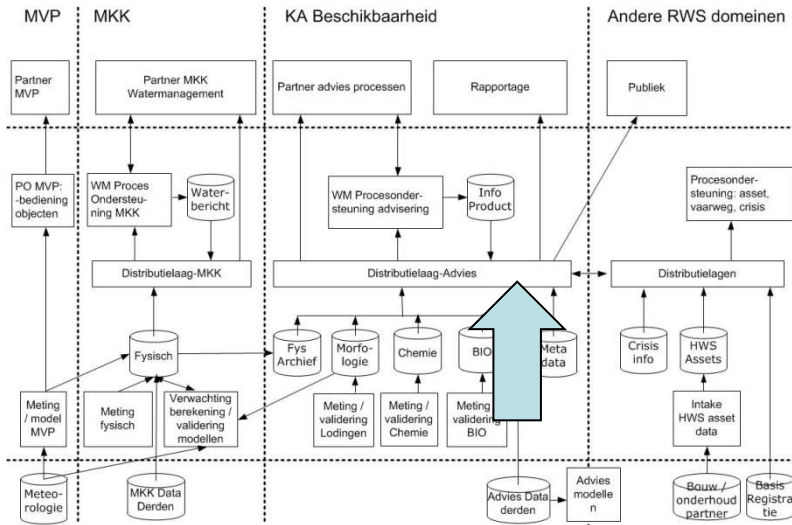 MVP
MKK
KA Beschikbaarheid
Andere RWS domeinen
Partner
MVP
Partner MKK
Watermanagement
Partner advies processen
Rapportage
Publiek
PO MVP:
-bediening
objecten
WM Proces
Ondersteu-
ning MKK
Water-
bericht
WM Procesonder-
steuning advisering
Info
Product
Procesonder-
steuning: asset,
vaarweg, crisis
Distributielaag-MKK
Distributielaag-Advies
Distributielagen
Fysisch
Fys
Archief
Morfo-
logie
Chemie
BIO
Meta
data
Crisis
info
HWS
Assets
Meting
/ model
MVP
Meting
fysisch
Verwachting
berekening /
validering
modellen
Meting /
validering
Lodingen
Meting /
validering
Chemie
Meting /
validering
BIO
Intake
HWS asset
data
Meteo-
rologie
MKK Data
Derden
Advies Data
derden
Advies
modelle
n
Bouw /
onderhoud
partner
Basis
Registra
tie